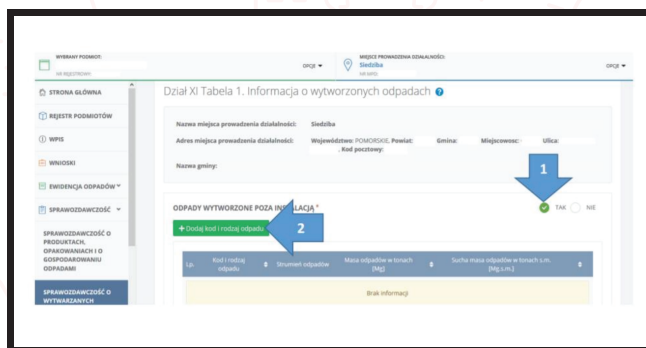 WYBRANY PODMIOT:
NR REJESTROWY:
OPCJE
MIEJSCE PROWADZENIA DZIAŁALNOŚCI:
Siedziba
NR MPD:
OPCJE
STRONA GŁÓWNA
REJESTR PODMIOTÓW
WPIS
WNIOSKI
EWIDENCJA ODPADÓW
SPRAWOZDAWCZOŚĆ
SPRAWOZDAWCZOŚĆ O
PRODUKTACH,
OPAKOWANIACH I O
GOSPODAROWANIU
ODPADAMI
SPRAWOZDAWCZOŚĆ O
WYTWARZANYCH
Dział XI Tabela 1. Informacja o wytworzonych odpadach ?
Nazwa miejsca prowadzenia działalności: Siedziba
Adres miejsca prowadzenia działalności: Województwo: POMORSKIE, Powiat: Gmina: Miejscowosc: Ulica:
, Kod pocztowy:
Nazwa gminy:
1
ODPADY WYTWORZONE POZA INSTALACJĄ *
TAK NIE
+ Dodaj kod i rodzaj odpadu
2
Lp. Kod i rodzaj odpadu Strumień odpadów Masa odpadów w tonach [Mg] Sucha masa odpadów w tonach s.m. [Mg s.m.]
Brak informacji